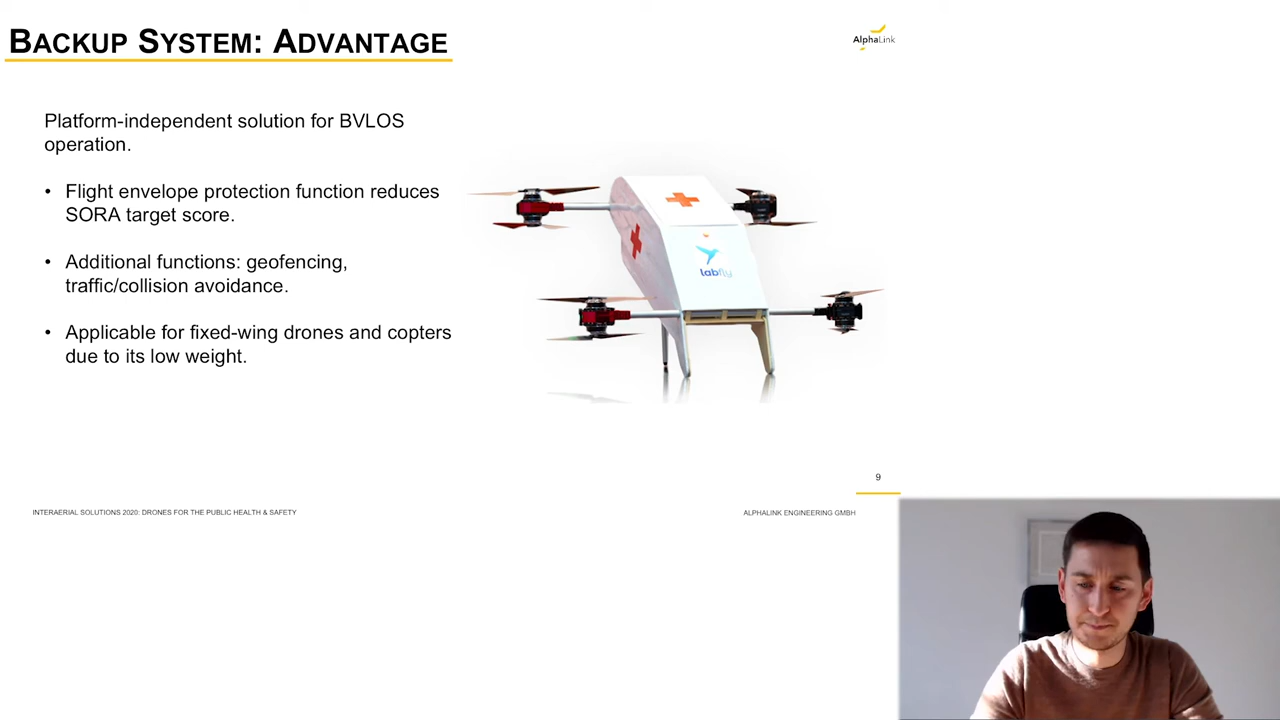 BACKUP SYSTEM: ADVANTAGE
AlphaLink
Platform-independent solution for BVLOS
operation.
• Flight envelope protection function reduces
SORA target score.
• Additional functions: geofencing,
traffic/collision avoidance.
• Applicable for fixed-wing drones and copters
due to its low weight.
labfly
9
INTERAERIAL SOLUTIONS 2020: DRONES FOR THE PUBLIC HEALTH & SAFETY
ALPHALINK ENGINEERING GMBH